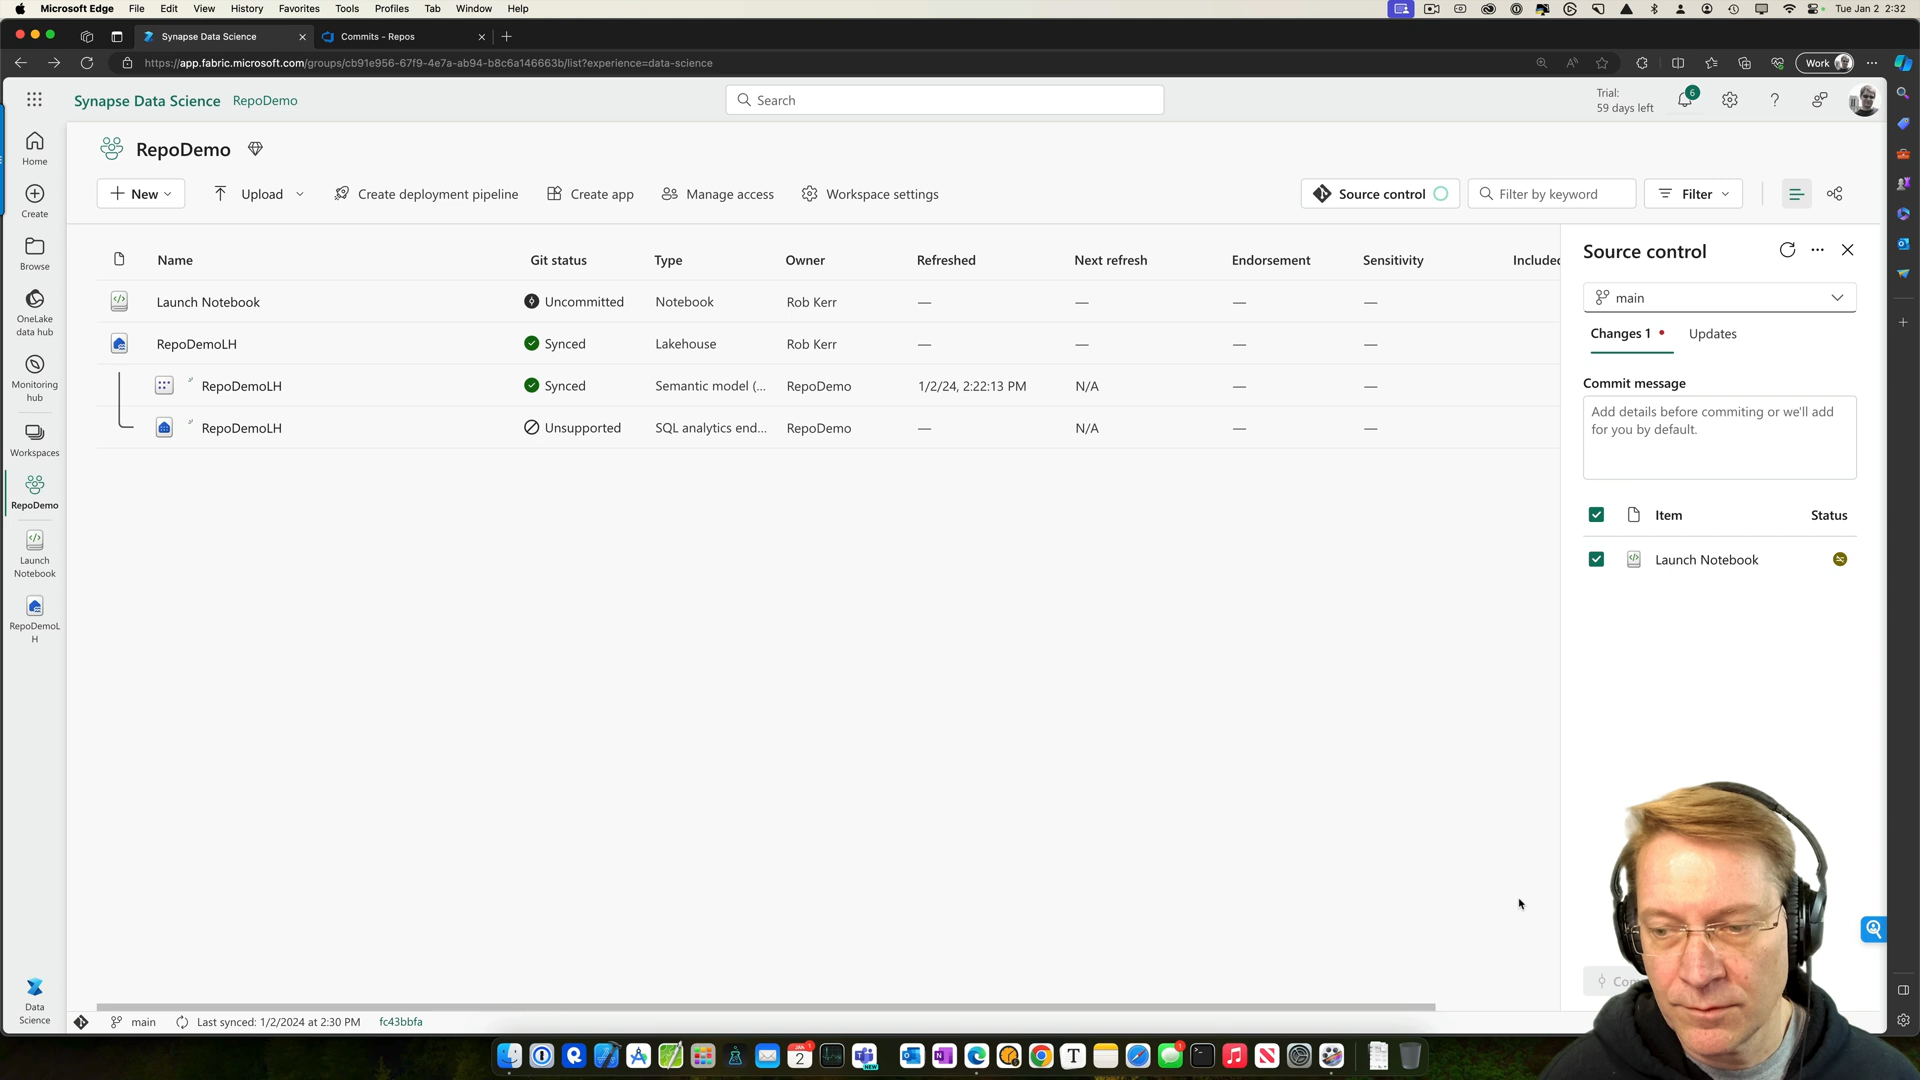 Microsoft Edge File Edit View History Favorites Tools Profiles Tab Window Help
Tue Jan 2 2:32
Synapse Data Science
Commits - Repos
https://app.fabric.microsoft.com/groups/cb91e956-67f9-4e7a-ab94-b8c6a146663b/list?experience=data-science
Work
Synapse Data Science RepoDemo
Search
Trial:
59 days left
6
Home
Create
Browse
OneLake
data hub
Monitoring
hub
Workspaces
RepoDemo
Launch
Notebook
RepoDemoL
H
Data
Science
RepoDemo
New
Upload
Create deployment pipeline
Create app
Manage access
Workspace settings
Source control
Filter by keyword
Filter
Name Git status Type Owner Refreshed Next refresh Endorsement Sensitivity Included
Launch Notebook Uncommitted Notebook Rob Kerr — — — —
RepoDemoLH Synced Lakehouse Rob Kerr — — — —
RepoDemoLH Synced Semantic model (... RepoDemo 1/2/24, 2:22:13 PM N/A — —
RepoDemoLH Unsupported SQL analytics end... RepoDemo — N/A — —
Source control
main
Changes 1 Updates
Commit message
Add details before commiting or we'll add
for you by default.
Item Status
Launch Notebook
main Last synced: 1/2/2024 at 2:30 PM fc43bbfa